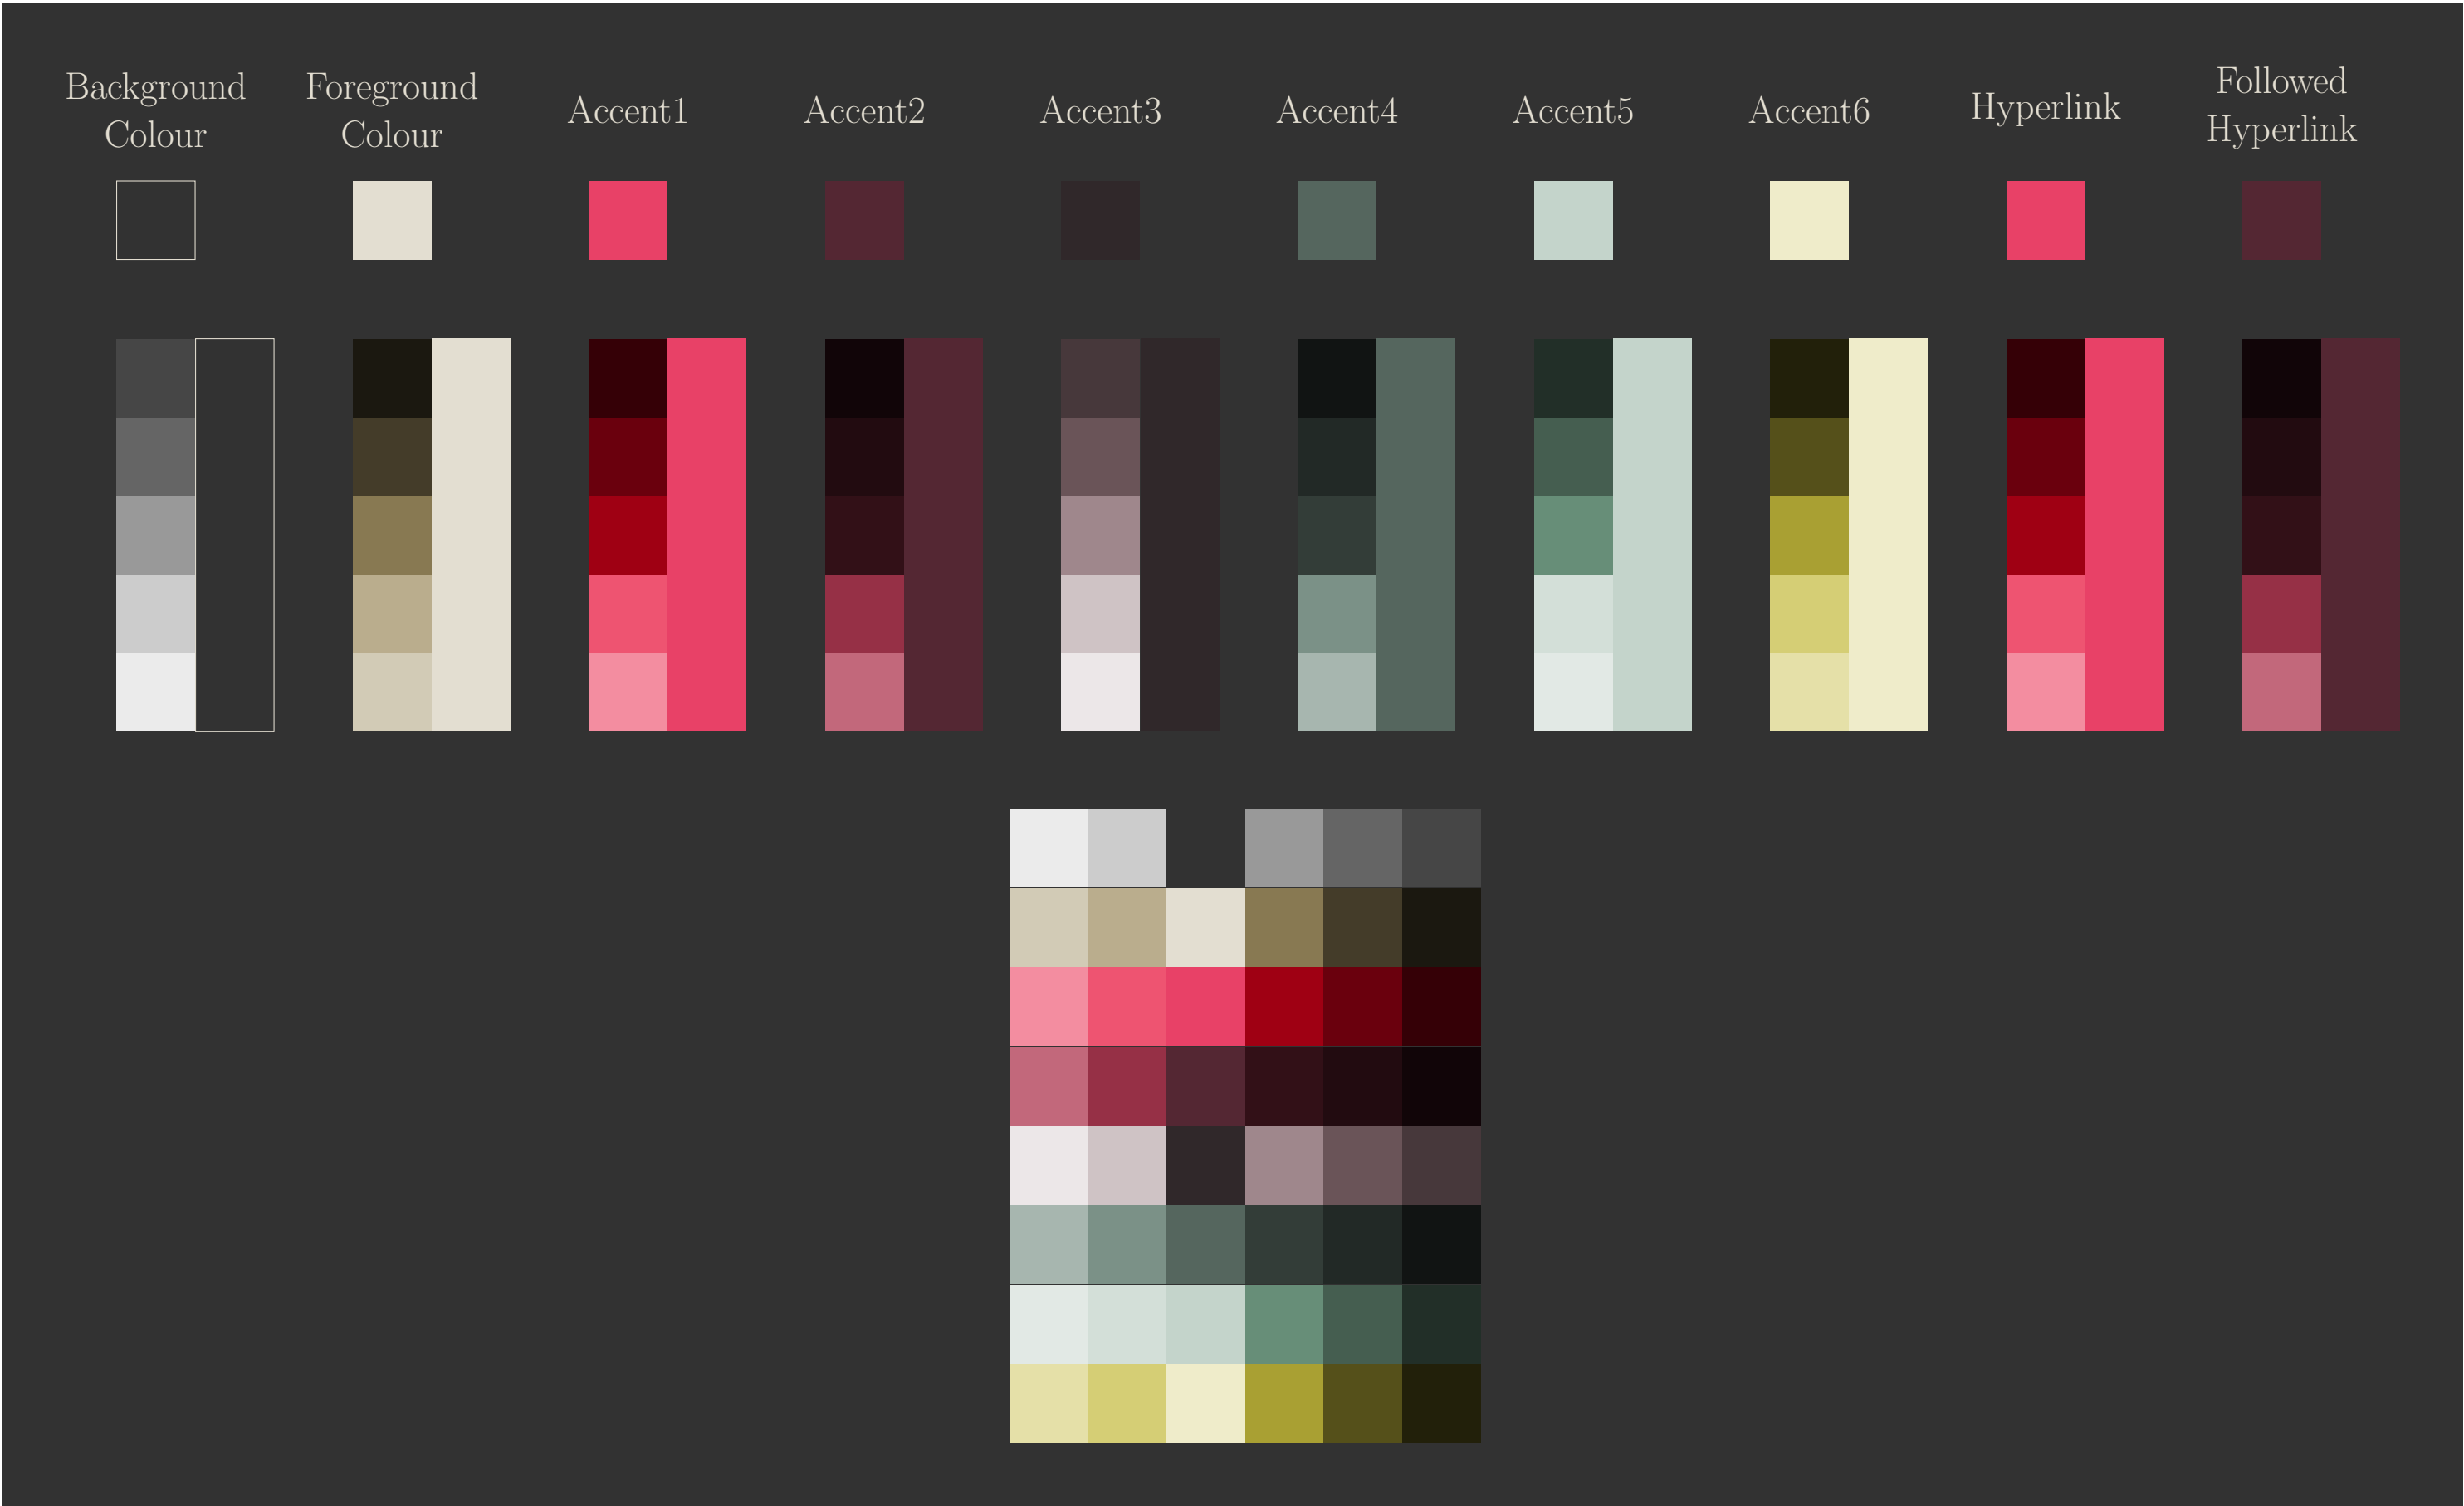 Background
Colour
Foreground
Colour
Accent1
Accent2
Accent3
Accent4
Accent5
Accent6
Hyperlink
Followed
Hyperlink